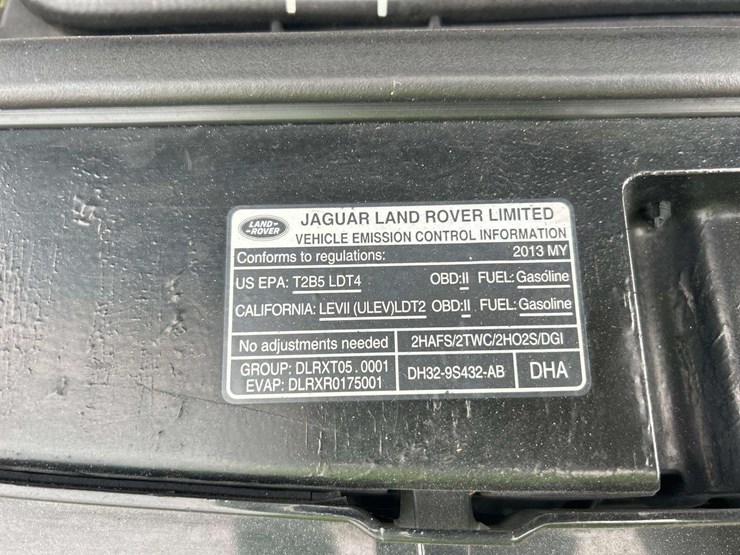 LAND-
-ROVER
JAGUAR LAND ROVER LIMITED
VEHICLE EMISSION CONTROL INFORMATION
Conforms to regulations: 2013 MY
US EPA: T2B5 LDT4 OBD:II FUEL: Gasoline
CALIFORNIA: LEVII (ULEV)LDT2 OBD:II FUEL: Gasoline
No adjustments needed 2HAFS/2TWC/2HO2S/DGI
GROUP: DLRXT05.0001
EVAP: DLRXR0175001
DH32-9S432-AB DHA